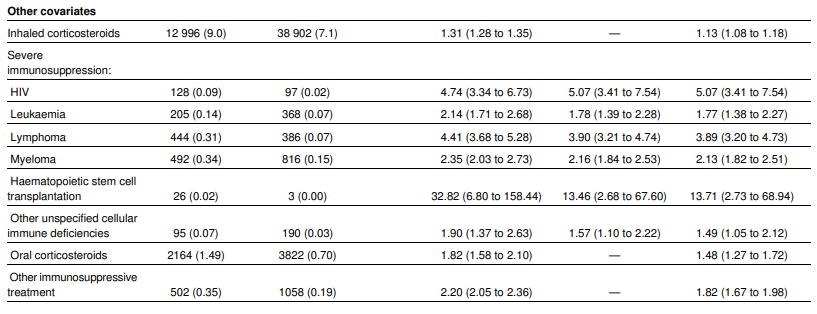 Other covariates
Inhaled corticosteroids 12 996 (9.0) 38 902 (7.1) 1.31 (1.28 to 1.35) — 1.13 (1.08 to 1.18)
Severe
immunosuppression:
HIV 128 (0.09) 97 (0.02) 4.74 (3.34 to 6.73) 5.07 (3.41 to 7.54) 5.07 (3.41 to 7.54)
Leukaemia 205 (0.14) 368 (0.07) 2.14 (1.71 to 2.68) 1.78 (1.39 to 2.28) 1.77 (1.38 to 2.27)
Lymphoma 444 (0.31) 386 (0.07) 4.41 (3.68 to 5.28) 3.90 (3.21 to 4.74) 3.89 (3.20 to 4.73)
Myeloma 492 (0.34) 816 (0.15) 2.35 (2.03 to 2.73) 2.16 (1.84 to 2.53) 2.13 (1.82 to 2.51)
Haematopoietic stem cell
transplantation 26 (0.02) 3 (0.00) 32.82 (6.80 to 158.44) 13.46 (2.68 to 67.60) 13.71 (2.73 to 68.94)
Other unspecified cellular
immune deficiencies 95 (0.07) 190 (0.03) 1.90 (1.37 to 2.63) 1.57 (1.10 to 2.22) 1.49 (1.05 to 2.12)
Oral corticosteroids 2164 (1.49) 3822 (0.70) 1.82 (1.58 to 2.10) — 1.48 (1.27 to 1.72)
Other immunosuppressive
treatment 502 (0.35) 1058 (0.19) 2.20 (2.05 to 2.36) — 1.82 (1.67 to 1.98)